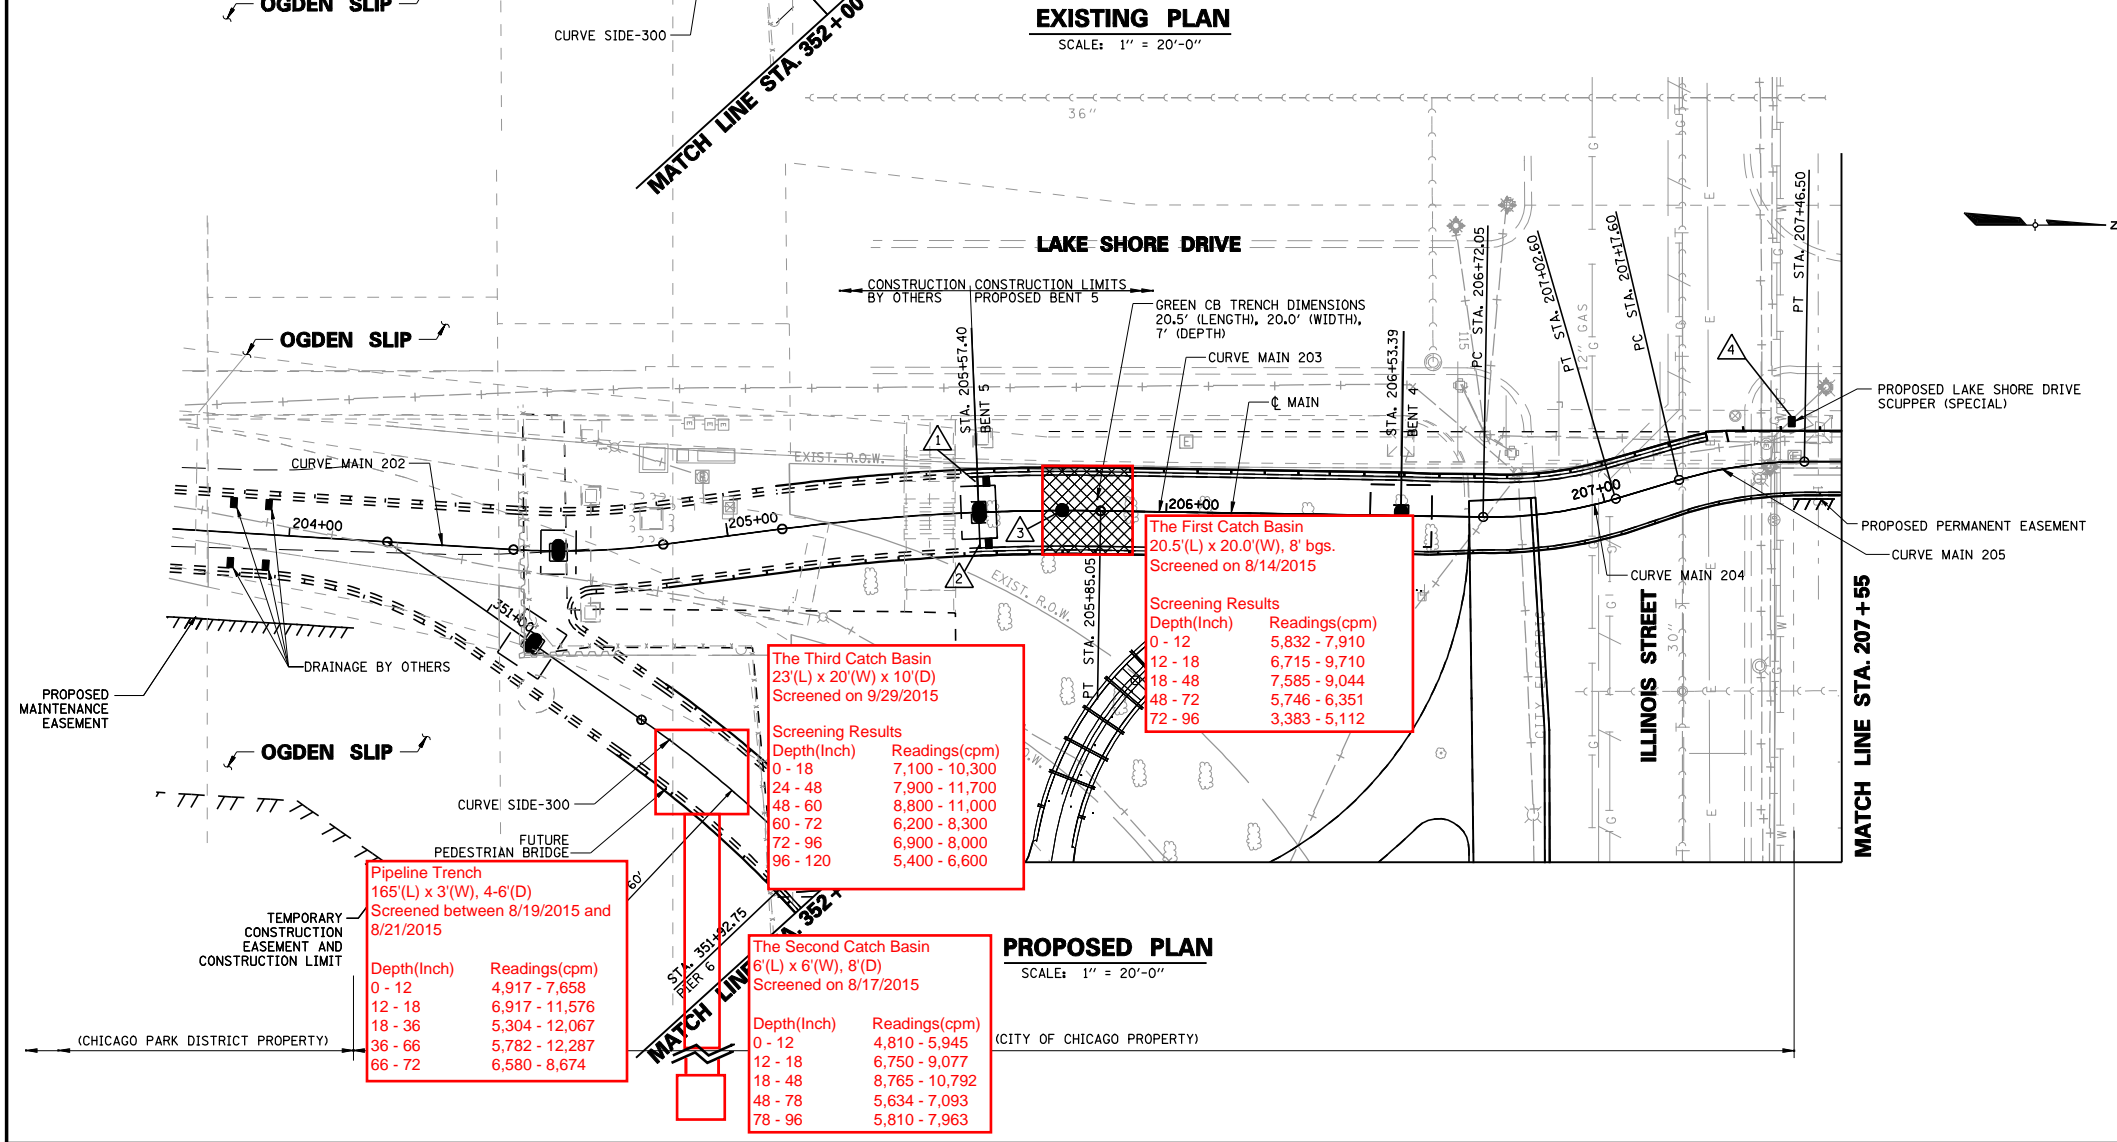 OGDEN SLIP
CURVE SIDE-300
MATCH LINE STA. 352+00
EXISTING PLAN
SCALE: 1" = 20'-0"
36"
LAKE SHORE DRIVE
CONSTRUCTION BY OTHERS
CONSTRUCTION LIMITS PROPOSED BENT 5
GREEN CB TRENCH DIMENSIONS
20.5' (LENGTH), 20.0' (WIDTH),
7' (DEPTH)
CURVE MAIN 203
℄ MAIN
STA. 205+57.40
BENT 5
STA. 206+53.39
BENT 4
PC STA. 206+72.05
PT STA. 207+02.60
PC STA. 207+17.60
PT STA. 207+46.50
12" GAS
115
Z
1
2
3
4
PROPOSED LAKE SHORE DRIVE
SCUPPER (SPECIAL)
PROPOSED PERMANENT EASEMENT
CURVE MAIN 205
CURVE MAIN 204
ILLINOIS STREET
30"
MATCH LINE STA. 207+55
OGDEN SLIP
CURVE MAIN 202
EXIST. R.O.W.
EXIST. R.O.W.
204+00
205+00
206+00
207+00
351+00
PT STA. 205+85.05
DRAINAGE BY OTHERS
PROPOSED
MAINTENANCE
EASEMENT
OGDEN SLIP
CURVE SIDE-300
FUTURE
PEDESTRIAN BRIDGE
60'
TEMPORARY
CONSTRUCTION
EASEMENT AND
CONSTRUCTION LIMIT
STA. 351+92.75
PIER 6
The First Catch Basin
20.5'(L) x 20.0'(W), 8' bgs.
Screened on 8/14/2015
Screening Results
Depth(Inch) Readings(cpm)
0 - 12 5,832 - 7,910
12 - 18 6,715 - 9,710
18 - 48 7,585 - 9,044
48 - 72 5,746 - 6,351
72 - 96 3,383 - 5,112
The Third Catch Basin
23'(L) x 20'(W) x 10'(D)
Screened on 9/29/2015
Screening Results
Depth(Inch) Readings(cpm)
0 - 18 7,100 - 10,300
24 - 48 7,900 - 11,700
48 - 60 8,800 - 11,000
60 - 72 6,200 - 8,300
72 - 96 6,900 - 8,000
96 - 120 5,400 - 6,600
Pipeline Trench
165'(L) x 3'(W), 4-6'(D)
Screened between 8/19/2015 and
8/21/2015
Depth(Inch) Readings(cpm)
0 - 12 4,917 - 7,658
12 - 18 6,917 - 11,576
18 - 36 5,304 - 12,067
36 - 66 5,782 - 12,287
66 - 72 6,580 - 8,674
The Second Catch Basin
6'(L) x 6'(W), 8'(D)
Screened on 8/17/2015
Depth(Inch) Readings(cpm)
0 - 12 4,810 - 5,945
12 - 18 6,750 - 9,077
18 - 48 8,765 - 10,792
48 - 78 5,634 - 7,093
78 - 96 5,810 - 7,963
MATCH LINE
352+
PROPOSED PLAN
SCALE: 1" = 20'-0"
(CHICAGO PARK DISTRICT PROPERTY)
(CITY OF CHICAGO PROPERTY)